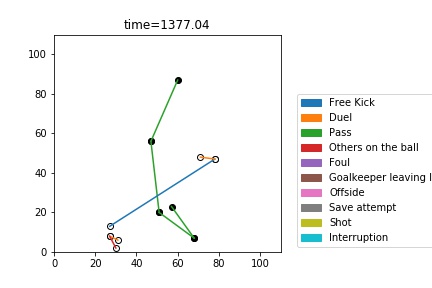 time=1377.04
100
80
60
40
20
0
0 20 40 60 80 100
Free Kick
Duel
Pass
Others on the ball
Foul
Goalkeeper leaving l
Offside
Save attempt
Shot
Interruption